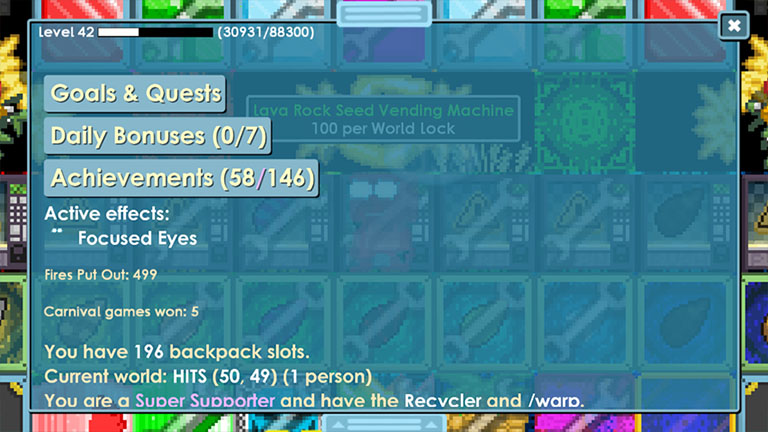 Level 42 (30931/88300)
Goals & Quests
Lava Rock Seed Vending Machine
100 per World Lock
Daily Bonuses (0/7)
Achievements (58/146)
Active effects:
Focused Eyes
Fires Put Out: 499
Carnival games won: 5
You have 196 backpack slots.
Current world: HITS (50, 49) (1 person)
You are a Super Supporter and have the Recycler and /warp.